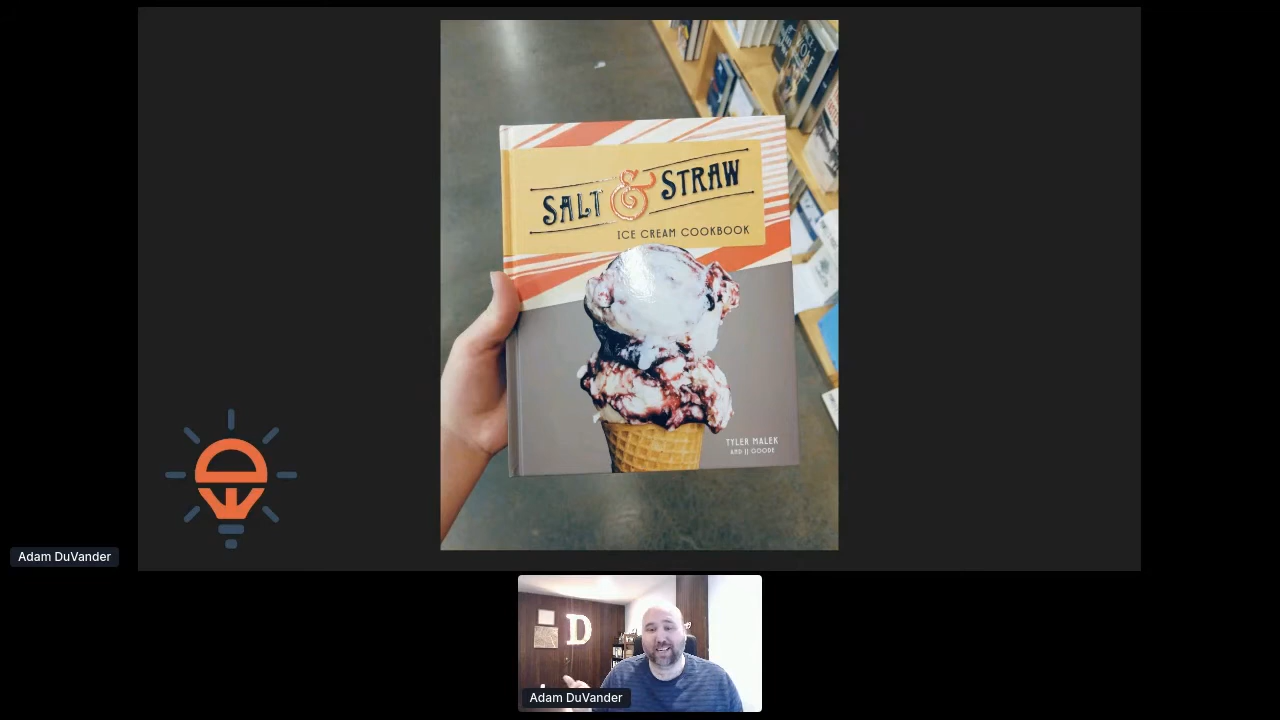 SALT & STRAW
ICE CREAM COOKBOOK
TYLER MALEK
AND JJ GOODE
Adam DuVander
D
Adam DuVander